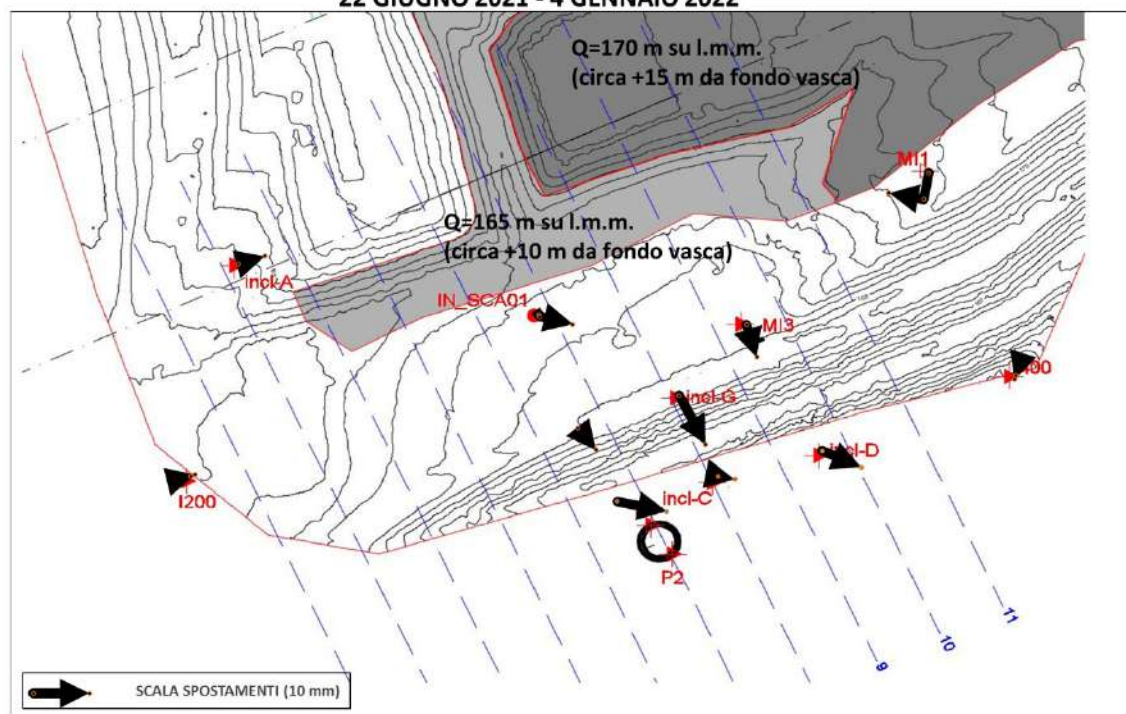 22 GIUGNO 2021 - 4 GENNAIO 2022
Q=170 m su l.m.m.
(circa +15 m da fondo vasca)
MI1
Q=165 m su l.m.m.
(circa +10 m da fondo vasca)
incl-A
IN_SCA01
MI3
incl-G
incl-D
I200
incl-C
P2
11
10
9
SCALA SPOSTAMENTI (10 mm)